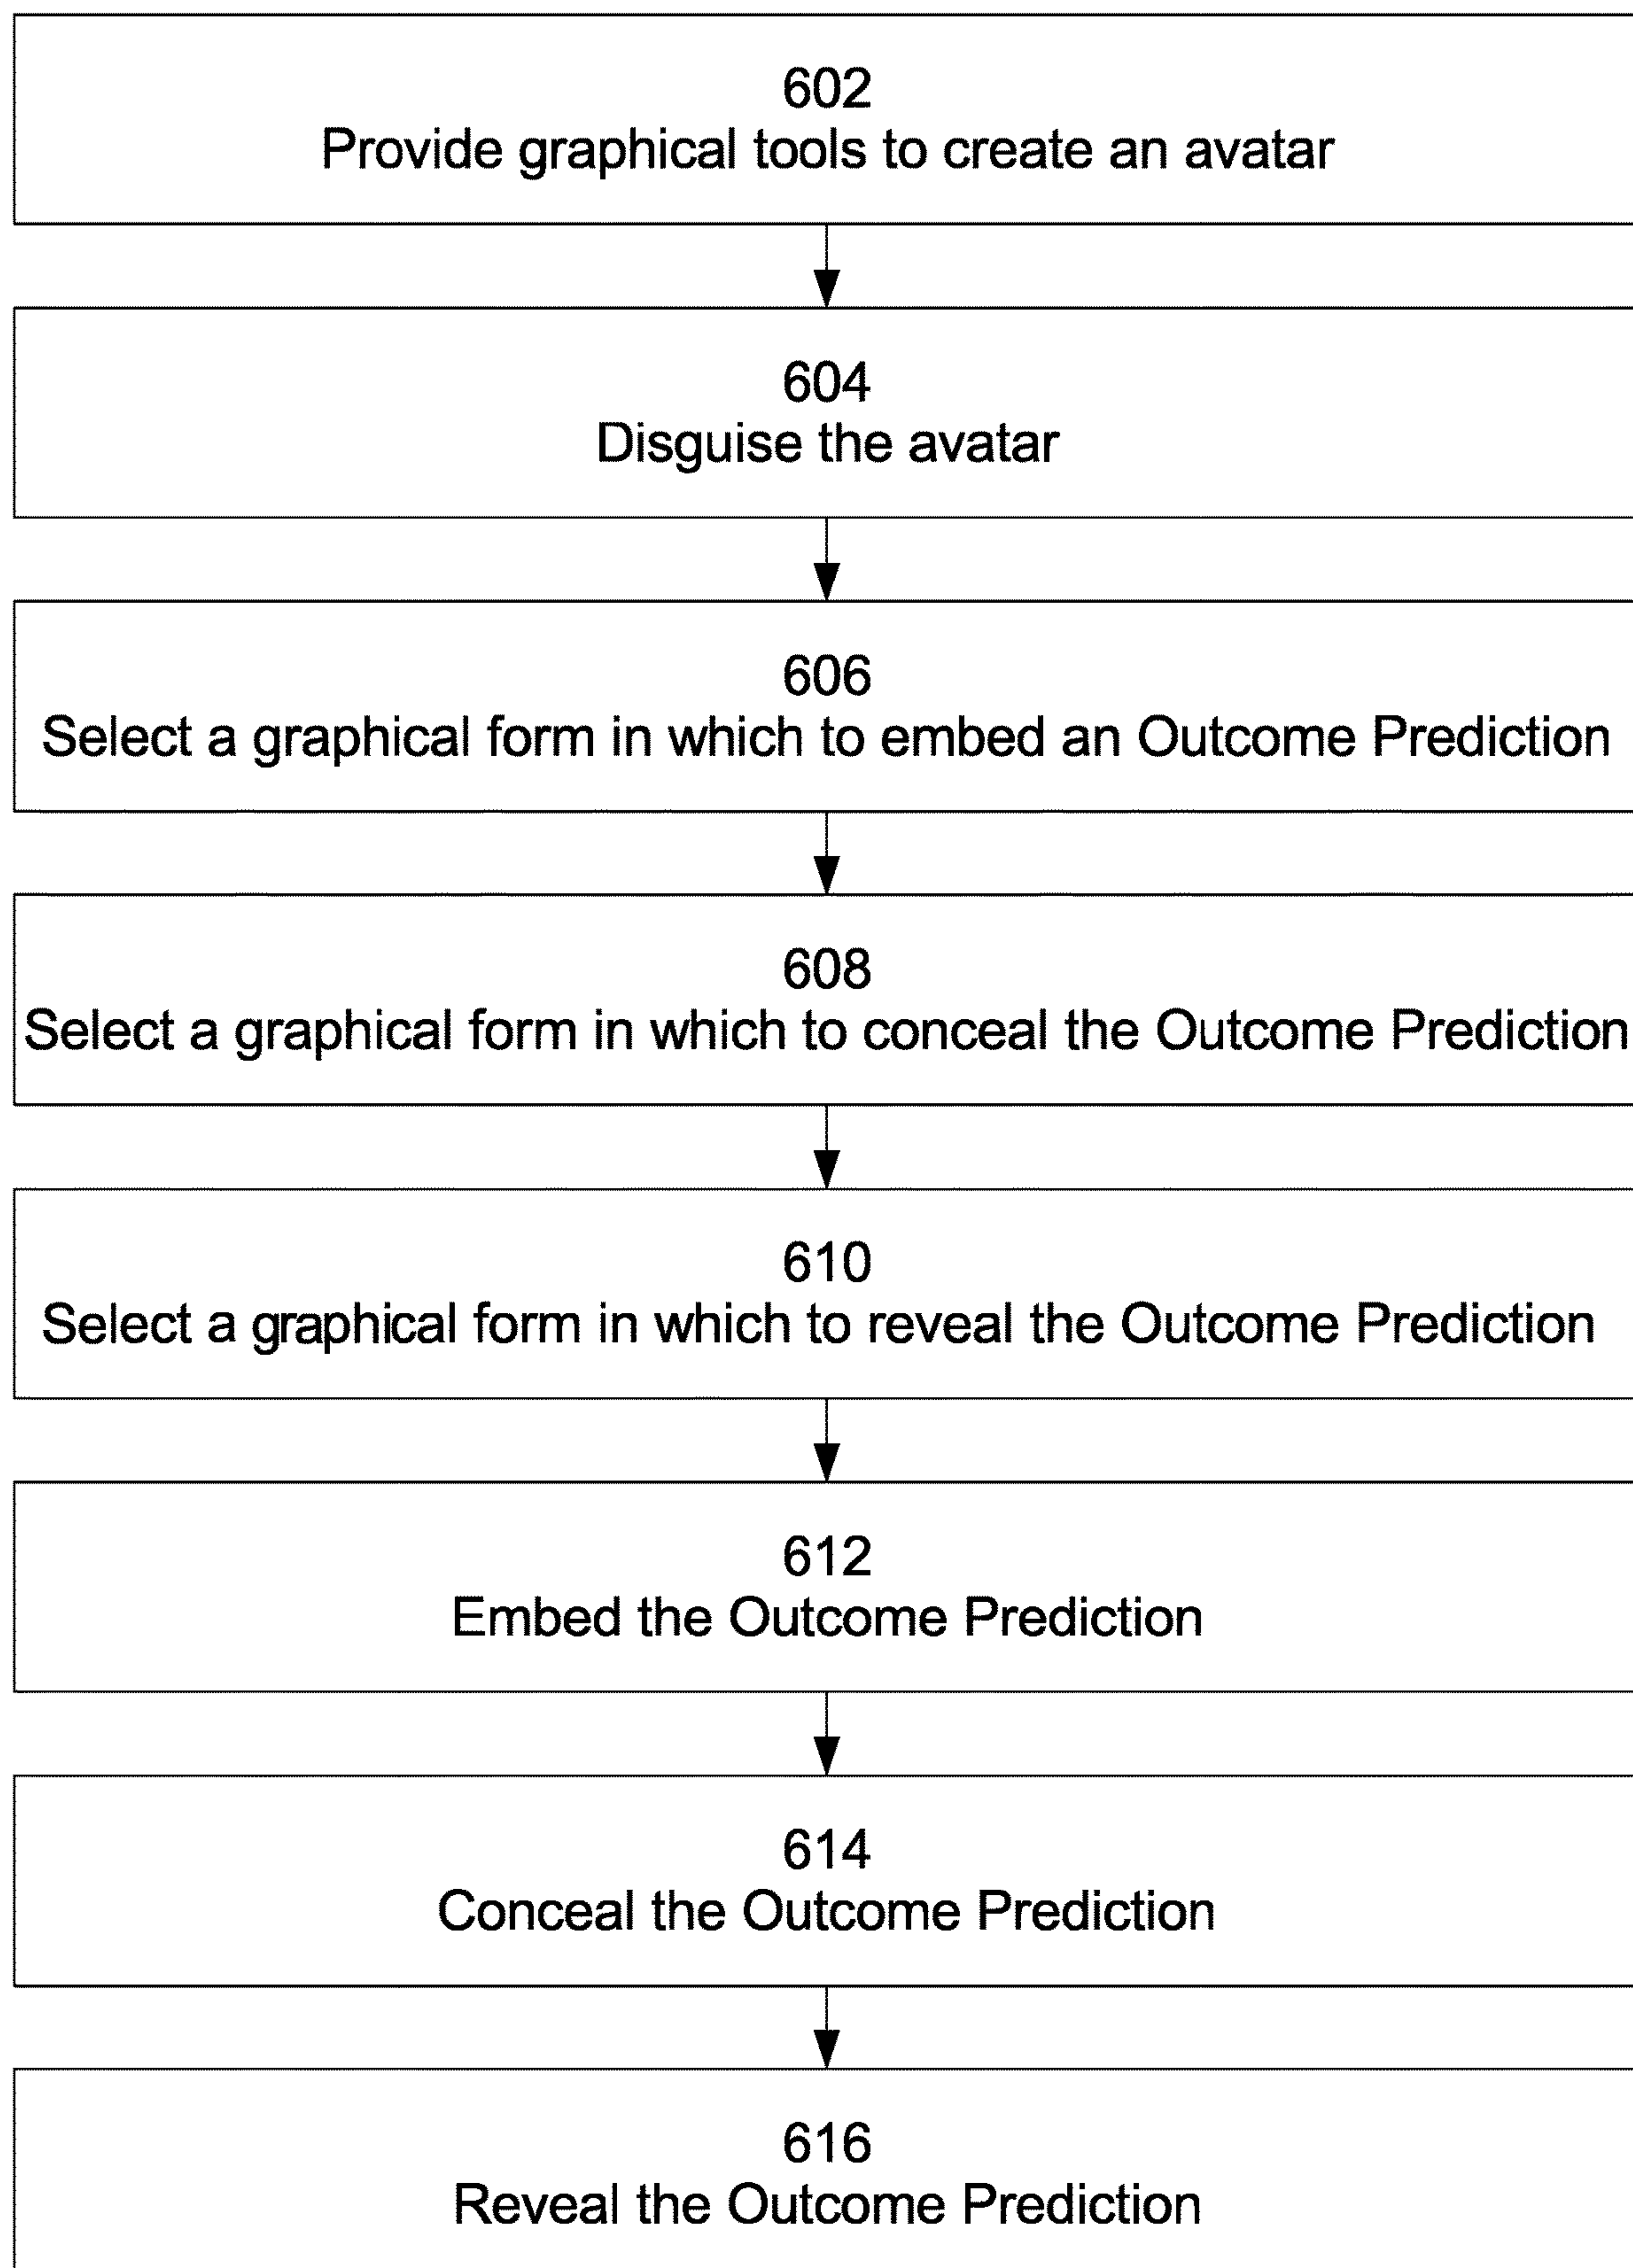 602
Provide graphical tools to create an avatar
604
Disguise the avatar
606
Select a graphical form in which to embed an Outcome Prediction
608
Select a graphical form in which to conceal the Outcome Prediction
610
Select a graphical form in which to reveal the Outcome Prediction
612
Embed the Outcome Prediction
614
Conceal the Outcome Prediction
616
Reveal the Outcome Prediction